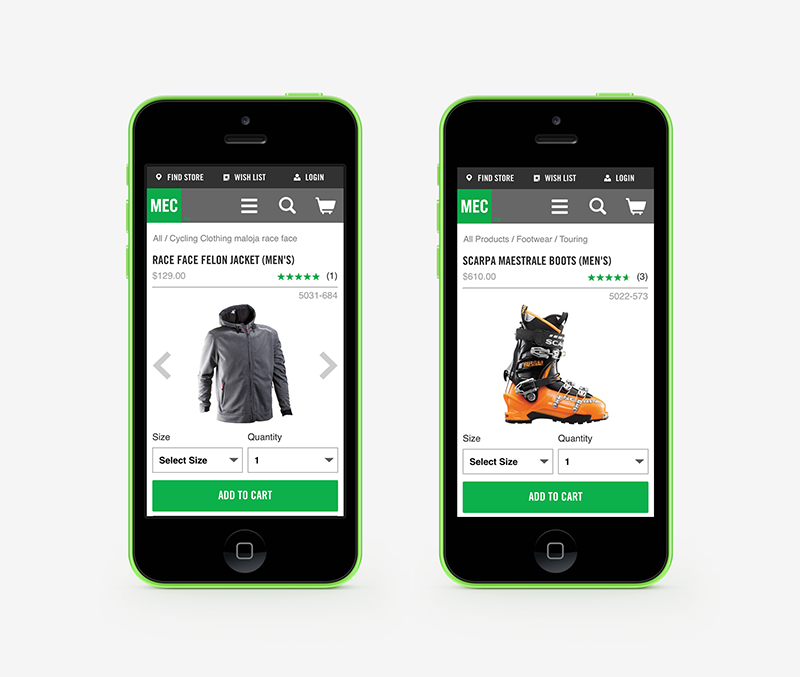 FIND STORE WISH LIST LOGIN
MEC
All / Cycling Clothing maloja race face
RACE FACE FELON JACKET (MEN'S)
$129.00 (1)
5031-684
Size Quantity
Select Size 1
ADD TO CART
FIND STORE WISH LIST LOGIN
MEC
All Products / Footwear / Touring
SCARPA MAESTRALE BOOTS (MEN'S)
$610.00 (3)
5022-573
SCARPA
Size Quantity
Select Size 1
ADD TO CART